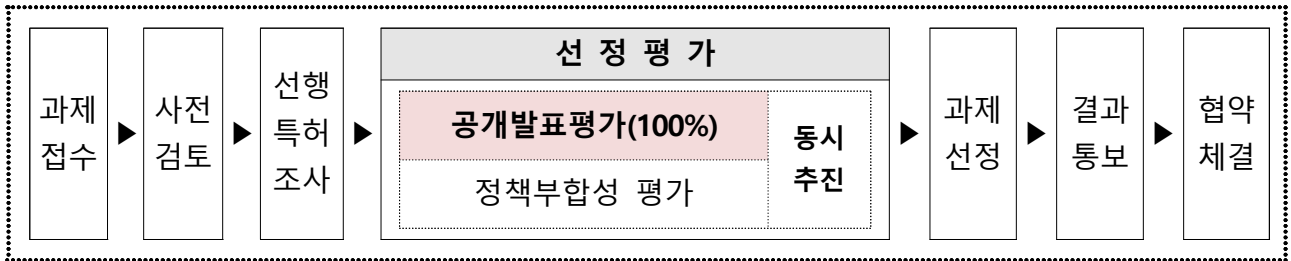 과제
접수
▶
사전
검토
▶
선행
특허
조사
▶
선 정 평 가
공개발표평가(100%)
정책부합성 평가
동시
추진
▶
과제
선정
▶
결과
통보
▶
협약
체결